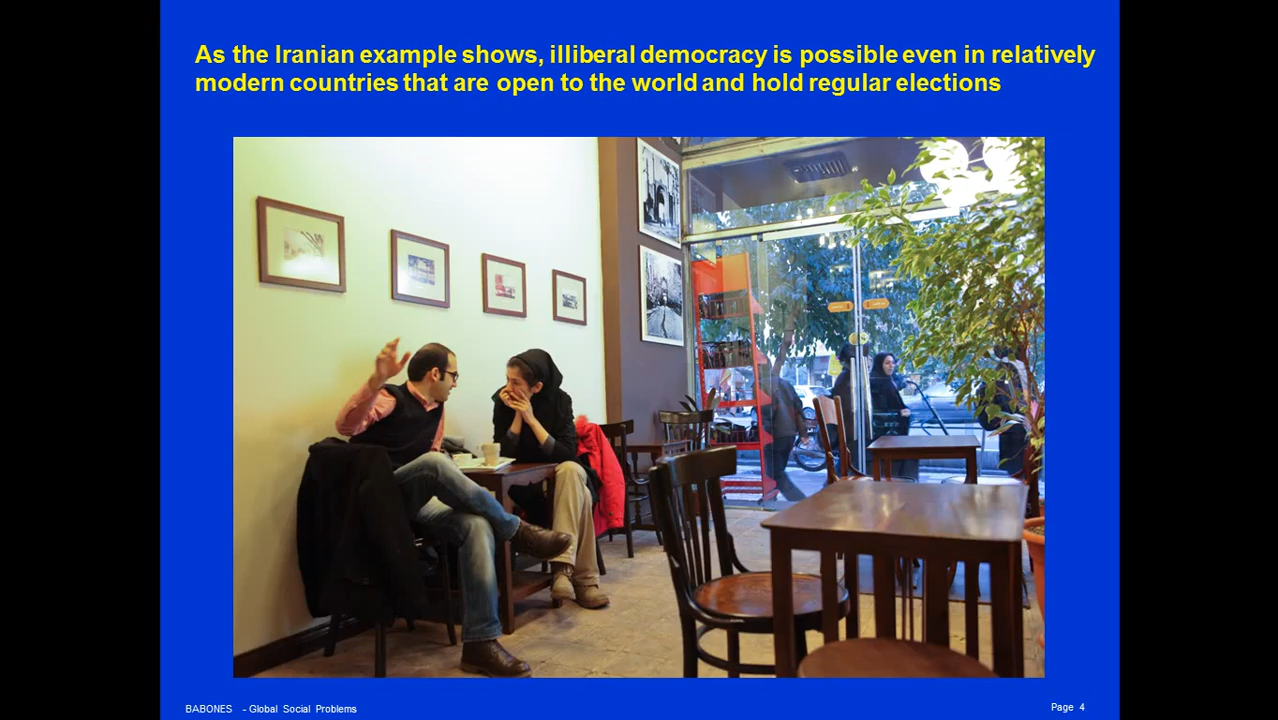 As the Iranian example shows, illiberal democracy is possible even in relatively
modern countries that are open to the world and hold regular elections
BABONES - Global Social Problems
Page 4